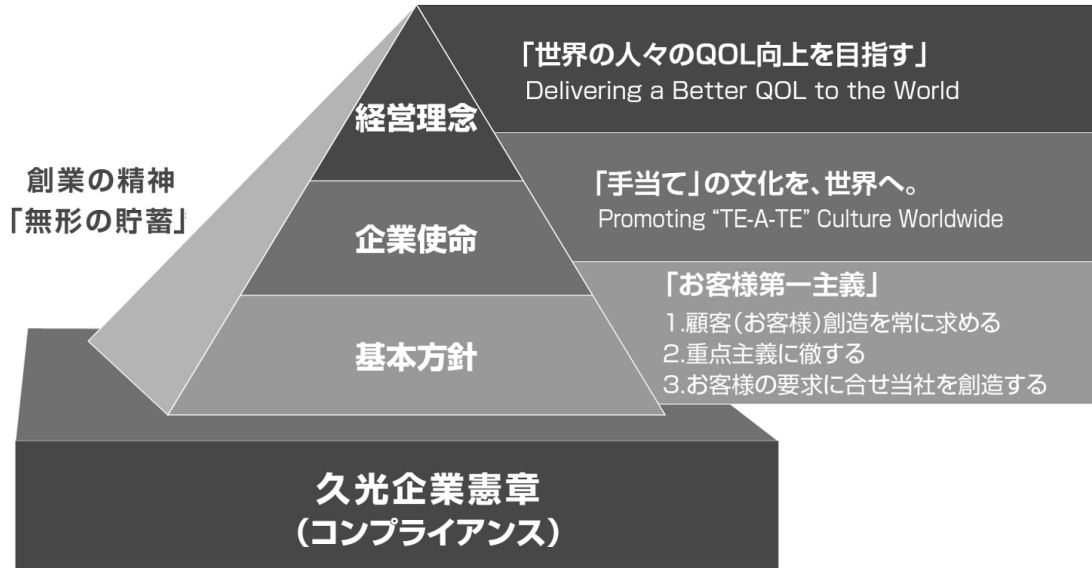 「世界の人々のQOL向上を目指す」
Delivering a Better QOL to the World
経営理念
創業の精神
「無形の貯蓄」
「手当て」の文化を、世界へ。
Promoting “TE-A-TE” Culture Worldwide
企業使命
「お客様第一主義」
1.顧客(お客様)創造を常に求める
2.重点主義に徹する
3.お客様の要求に合せ当社を創造する
基本方針
久光企業憲章
(コンプライアンス)